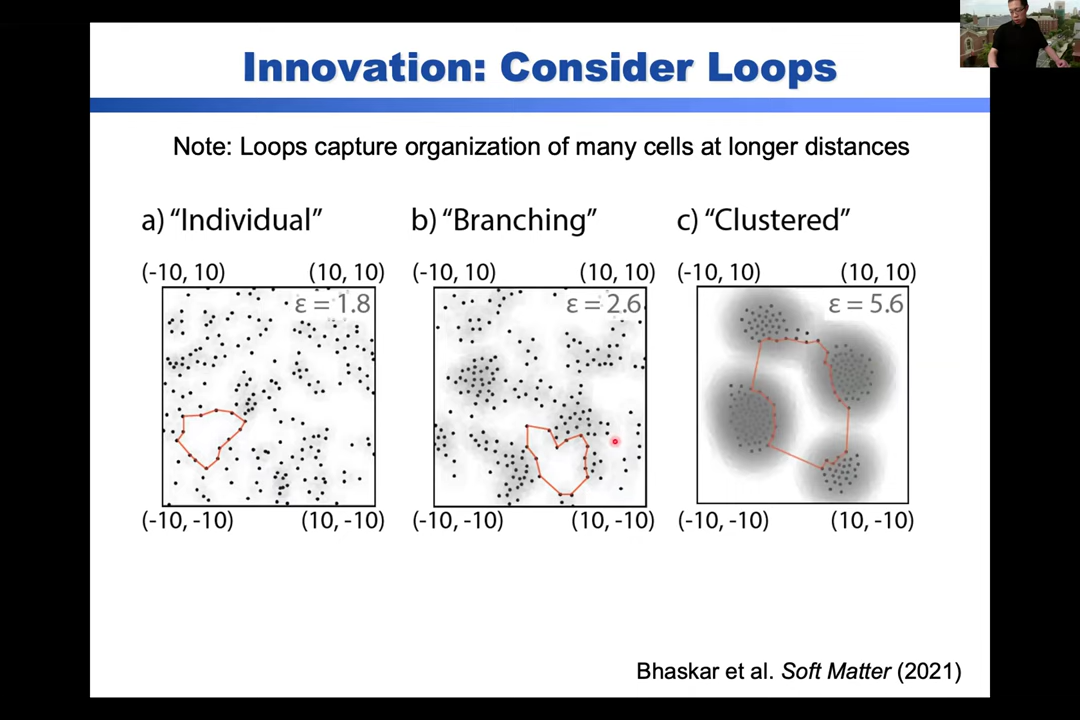 Innovation: Consider Loops
Note: Loops capture organization of many cells at longer distances
a) “Individual”
b) “Branching”
c) “Clustered”
(-10, 10) (10, 10) (-10, 10) (10, 10) (-10, 10) (10, 10)
ε = 1.8
ε = 2.6
ε = 5.6
(-10, -10) (10, -10) (-10, -10) (10, -10) (-10, -10) (10, -10)
Bhaskar et al. Soft Matter (2021)